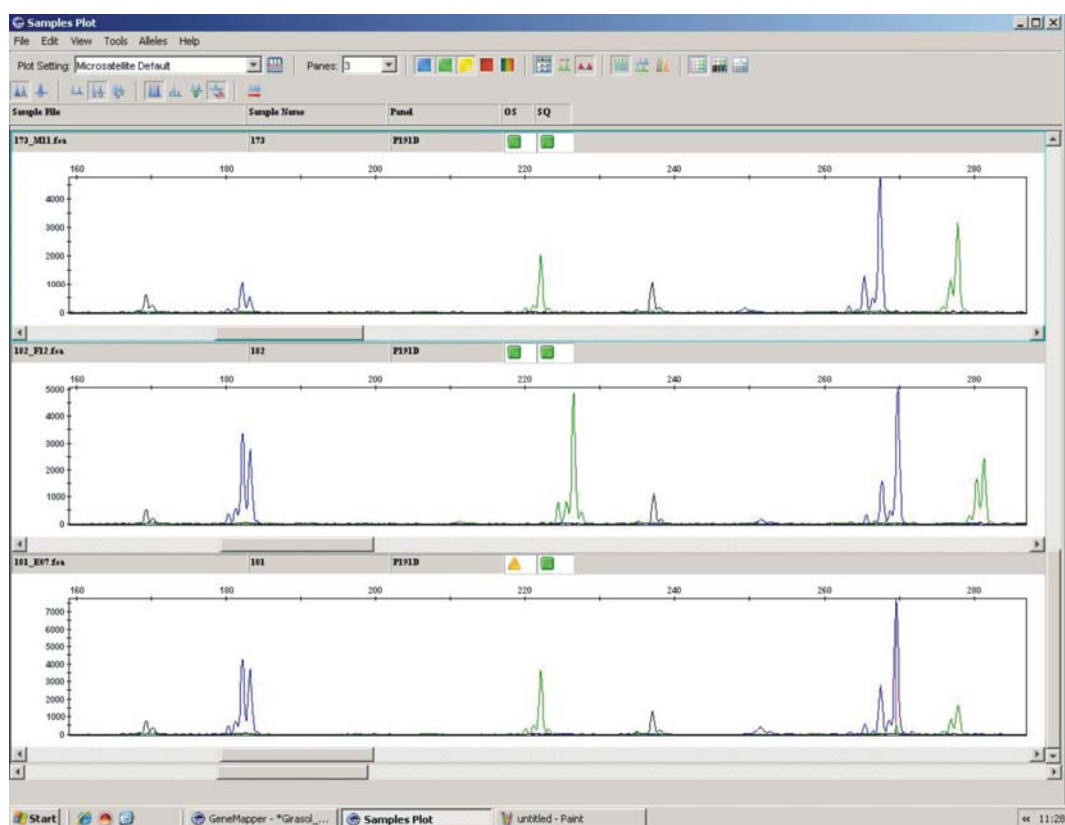 Samples Plot
File Edit View Tools Alleles Help
Plot Setting: Microsatellite Default Panes: 3
Sample File Sample Name Panel OS SQ
173_M11.fsa 173 P191D
160 180 200 220 240 260 280
4000
3000
2000
1000
0
102_F12.fsa 102 P191D
160 180 200 220 240 260 280
5000
4000
3000
2000
1000
0
101_E07.fsa 101 P191D
160 180 200 220 240 260 280
7000
6000
5000
4000
3000
2000
1000
0
Start GeneMapper - *Girasol_... Samples Plot untitled - Paint « 11:28